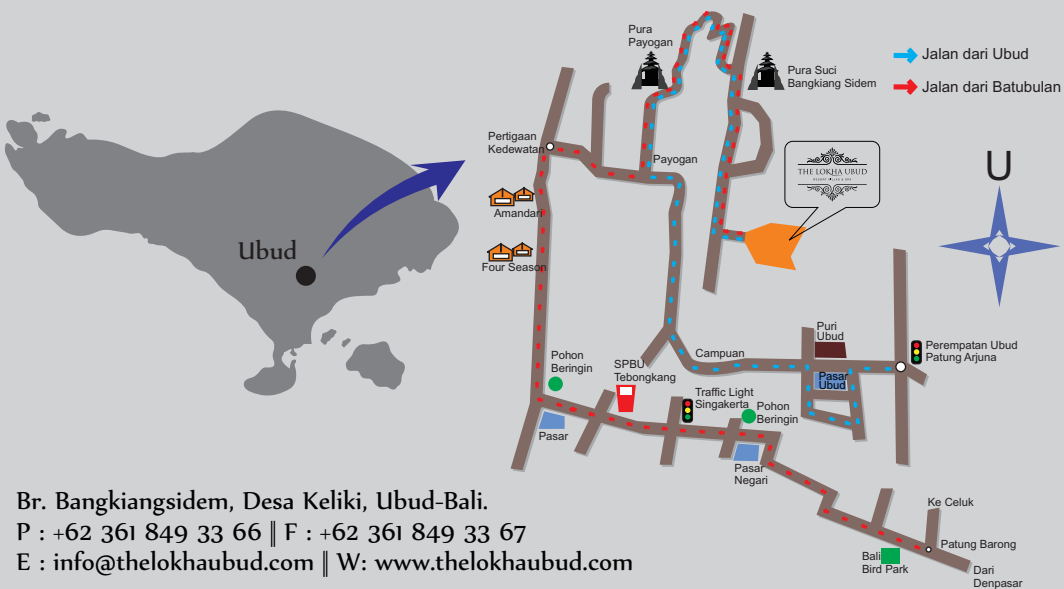 Pura
Payogan
Pura Suci
Bangkiang Sidem
Jalan dari Ubud
Jalan dari Batubulan
Pertigaan
Kedewatan
Payogan
THE LOKHA UBUD
RESORT VILLAS & SPA
U
Amandari
Ubud
Four Season
Puri
Ubud
Perempatan Ubud
Patung Arjuna
Pohon
Beringin
SPBU
Tebongkang
Campuan
Pasar
Ubud
Traffic Light
Singakerta
Pohon
Beringin
Pasar
Pasar
Negari
Ke Celuk
Patung Barong
Bali
Bird Park
Dari
Denpasar
Br. Bangkiangsidem, Desa Keliki, Ubud-Bali.
P : +62 361 849 33 66 || F : +62 361 849 33 67
E : info@thelokhaubud.com || W: www.thelokhaubud.com